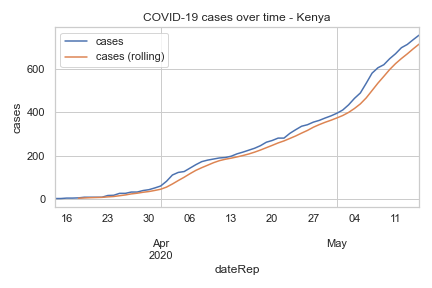 COVID-19 cases over time - Kenya
cases
cases (rolling)
cases
600
400
200
0
16 23 30 06 13 20 27 04 11
Apr May
2020
dateRep